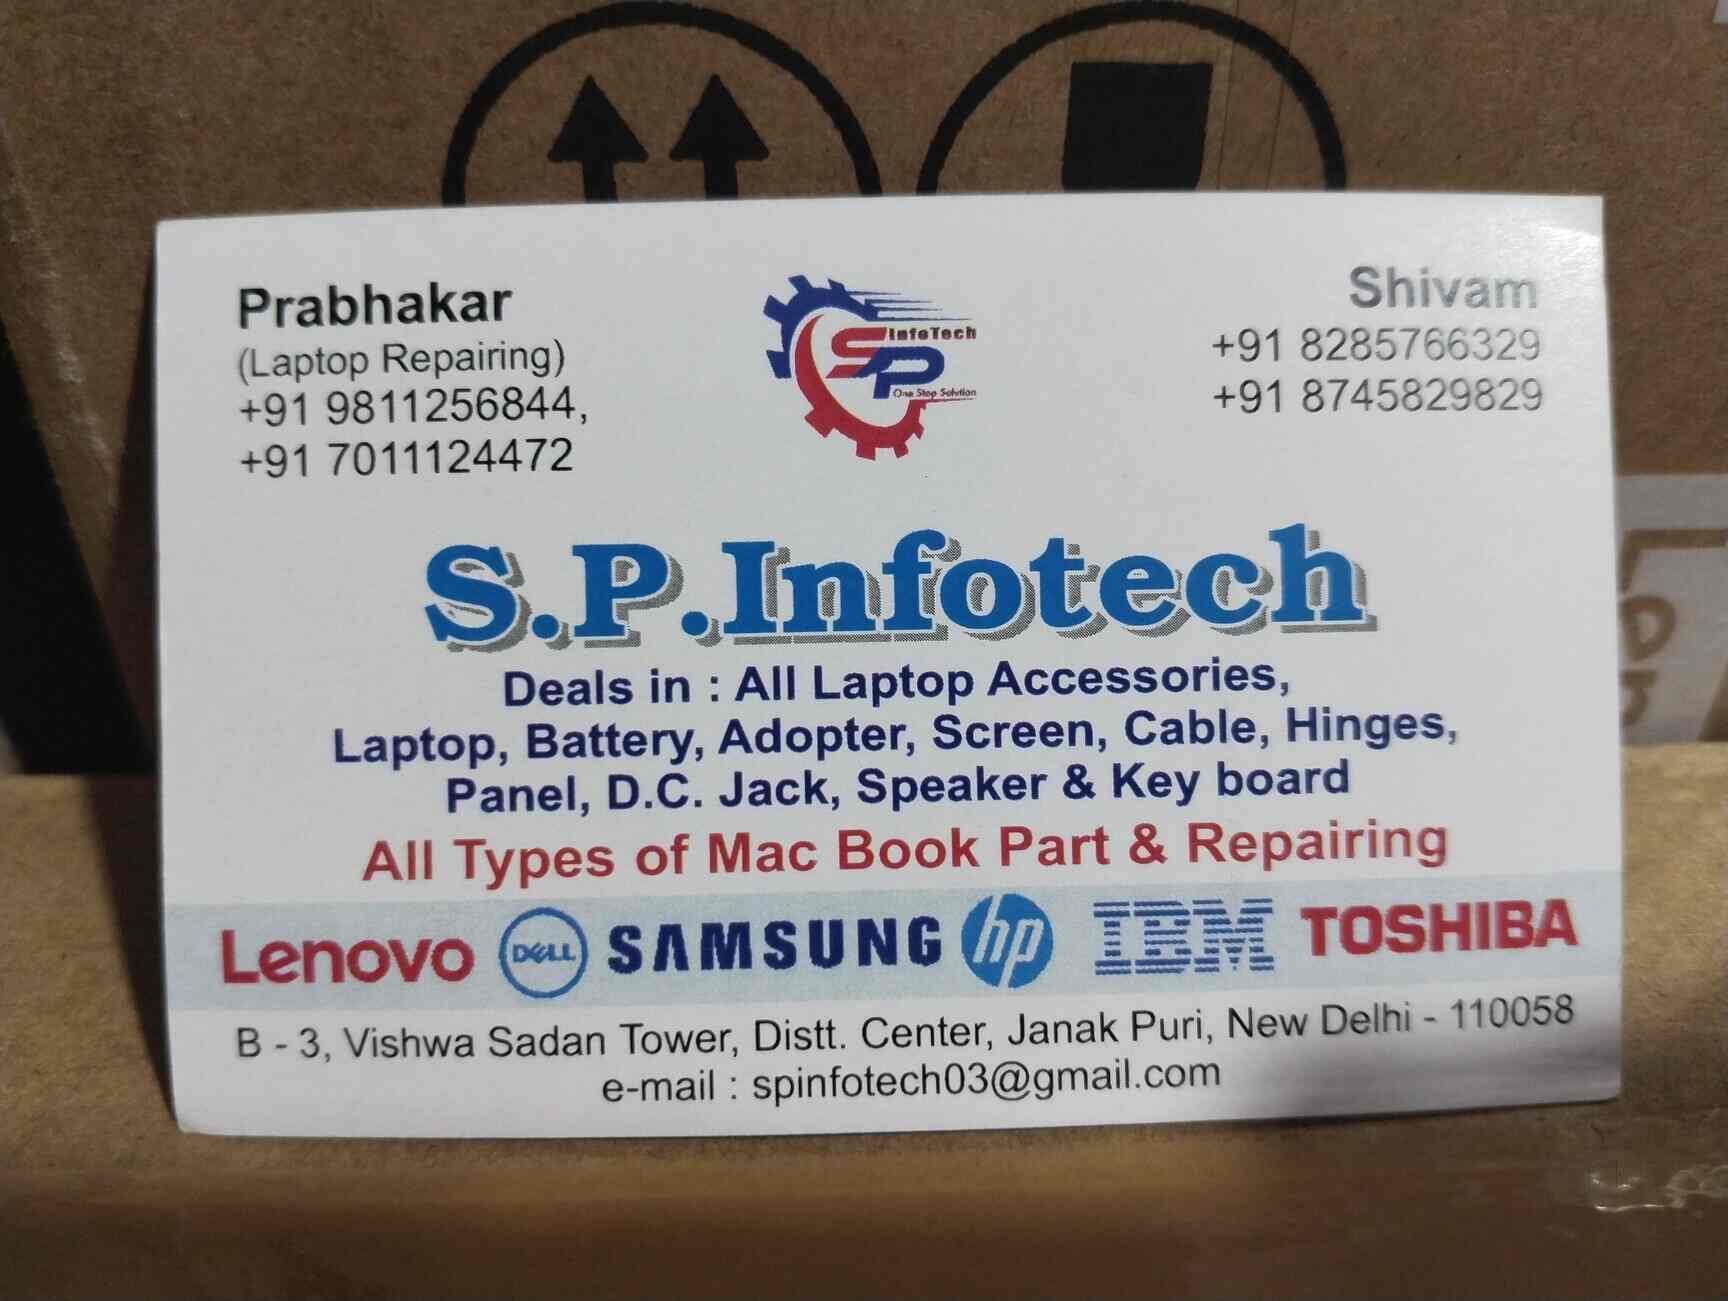 Prabhakar
(Laptop Repairing)
+91 9811256844,
+91 7011124472
InfoTech
SP
One Stop Solution
Shivam
+91 8285766329
+91 8745829829
S.P.Infotech
Deals in : All Laptop Accessories,
Laptop, Battery, Adopter, Screen, Cable, Hinges,
Panel, D.C. Jack, Speaker & Key board
All Types of Mac Book Part & Repairing
Lenovo DELL SAMSUNG hp IBM TOSHIBA
B - 3, Vishwa Sadan Tower, Distt. Center, Janak Puri, New Delhi - 110058
e-mail : spinfotech03@gmail.com